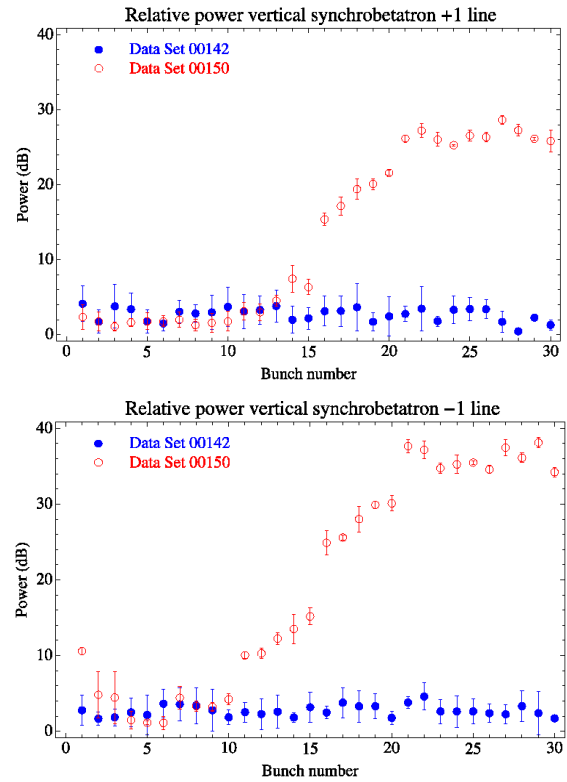 Relative power vertical synchrobetatron +1 line
40
Data Set 00142
Data Set 00150
30
20
10
0
Power (dB)
0 5 10 15 20 25 30
Bunch number
Relative power vertical synchrobetatron −1 line
40
Data Set 00142
Data Set 00150
30
20
10
0
Power (dB)
0 5 10 15 20 25 30
Bunch number